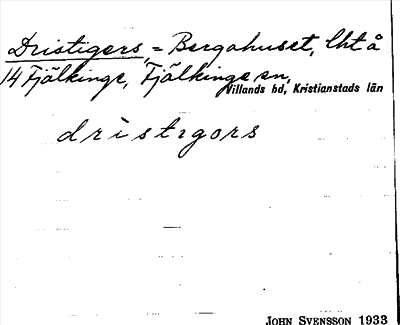 Dristigers, = Bergahuset, lht å
14 Fjälkinge, Fjälkinge sn,
Villands hd, Kristianstads län
dristigors
JOHN SVENSSON 1933